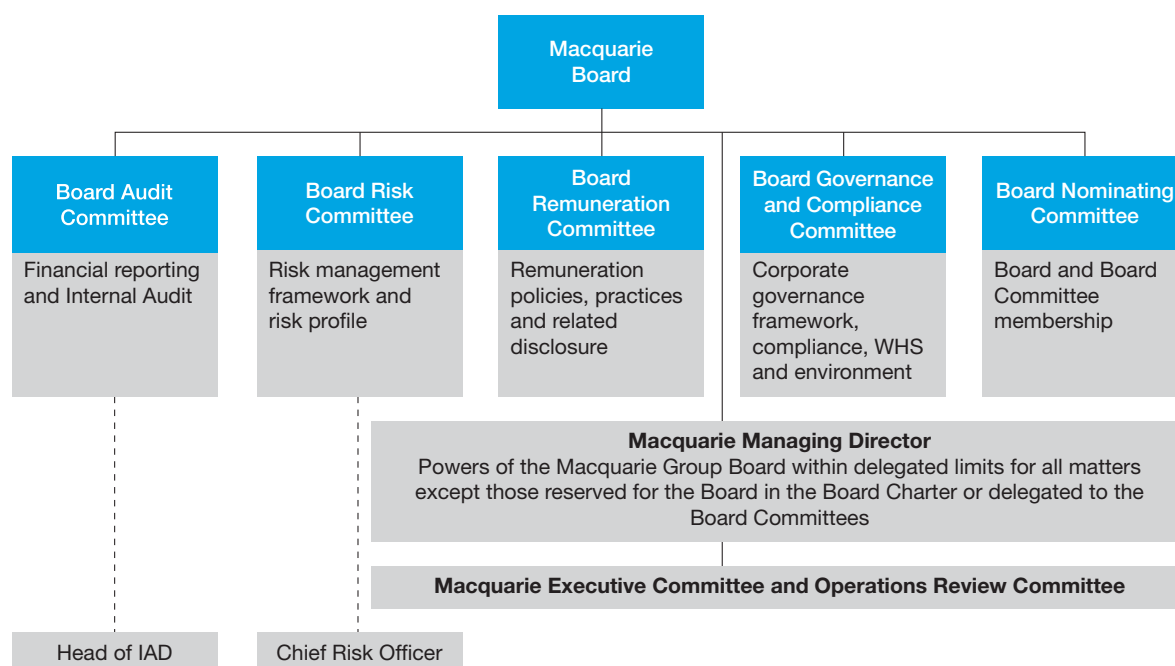 Macquarie
Board
Board Audit
Committee
Financial reporting
and Internal Audit
Board Risk
Committee
Risk management
framework and
risk profile
Board
Remuneration
Committee
Remuneration
policies, practices
and related
disclosure
Board Governance
and Compliance
Committee
Corporate
governance
framework,
compliance, WHS
and environment
Board Nominating
Committee
Board and Board
Committee
membership
Macquarie Managing Director
Powers of the Macquarie Group Board within delegated limits for all matters
except those reserved for the Board in the Board Charter or delegated to the
Board Committees
Macquarie Executive Committee and Operations Review Committee
Head of IAD
Chief Risk Officer